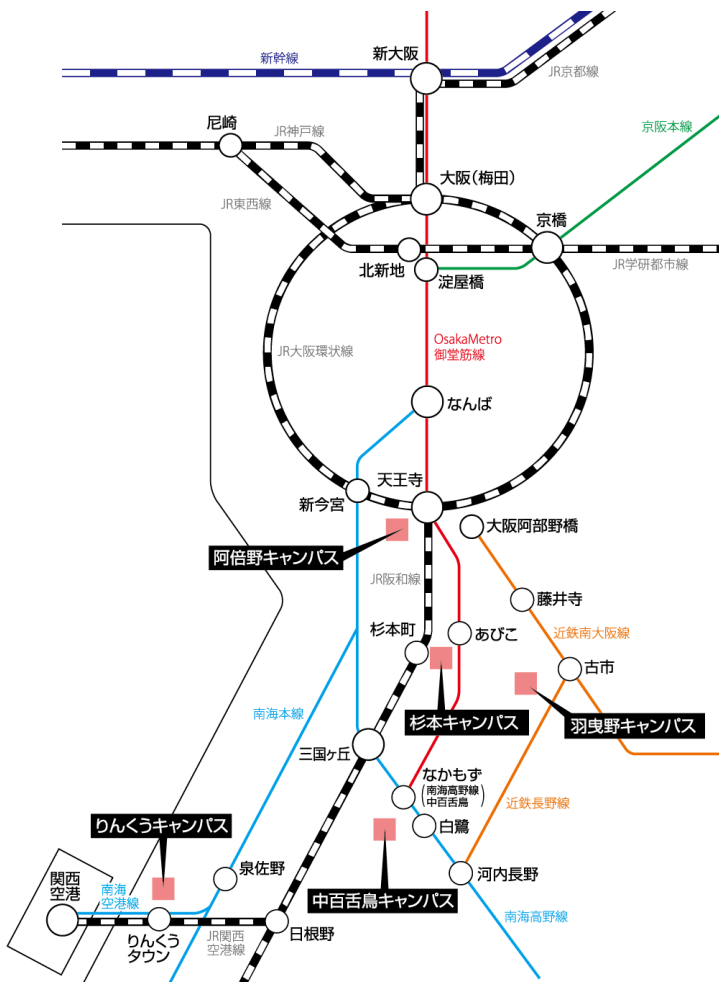 新幹線
新大阪
JR京都線
尼崎
JR神戸線
京阪本線
大阪(梅田)
JR東西線
京橋
北新地
淀屋橋
JR学研都市線
JR大阪環状線
OsakaMetro
御堂筋線
なんば
天王寺
新今宮
大阪阿部野橋
阿倍野キャンパス
JR阪和線
藤井寺
杉本町
あびこ
近鉄南大阪線
古市
南海本線
杉本キャンパス
羽曳野キャンパス
三国ヶ丘
なかもず
(南海高野線
中百舌鳥)
近鉄長野線
りんくうキャンパス
白鷺
泉佐野
河内長野
関西
空港
南海
空港線
中百舌鳥キャンパス
南海高野線
りんくう
タウン
JR関西
空港線
日根野